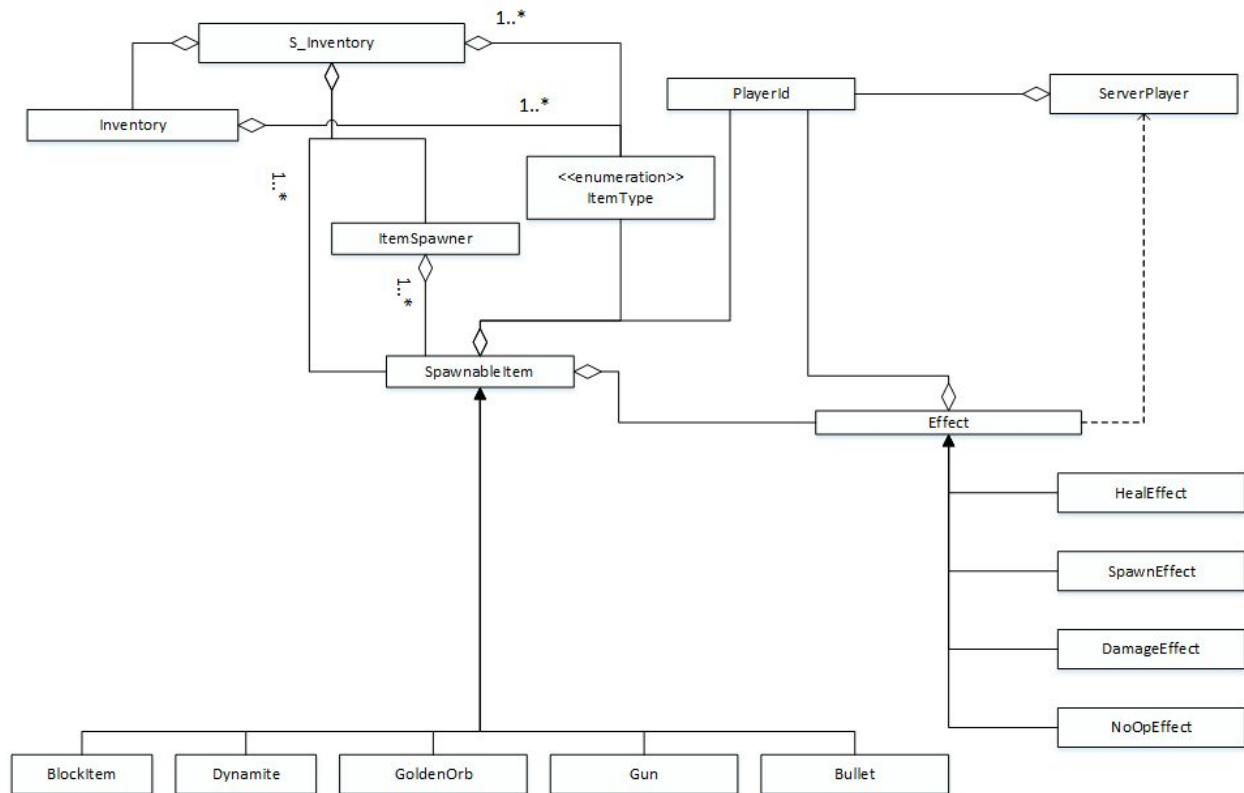 1..*
S_Inventory
PlayerId
ServerPlayer
1..*
Inventory
<<enumeration>>
ItemType
1..*
ItemSpawner
1..*
SpawnableItem
Effect
HealEffect
SpawnEffect
DamageEffect
NoOpEffect
BlockItem
Dynamite
GoldenOrb
Gun
Bullet